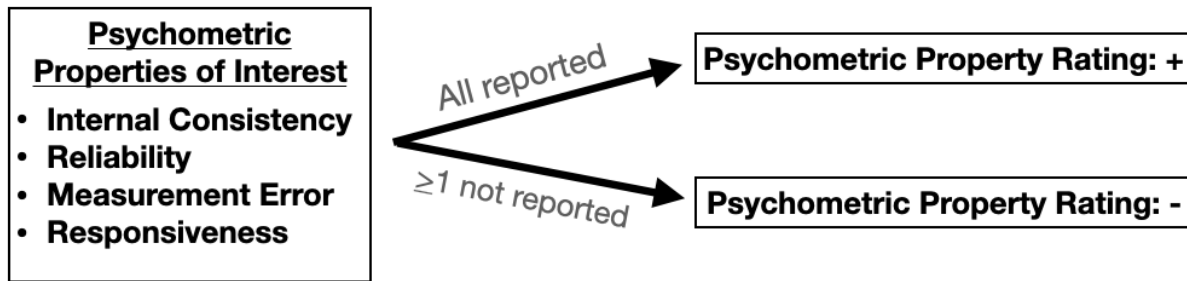 Psychometric
Properties of Interest
• Internal Consistency
• Reliability
• Measurement Error
• Responsiveness
All reported
≥1 not reported
Psychometric Property Rating: +
Psychometric Property Rating: -